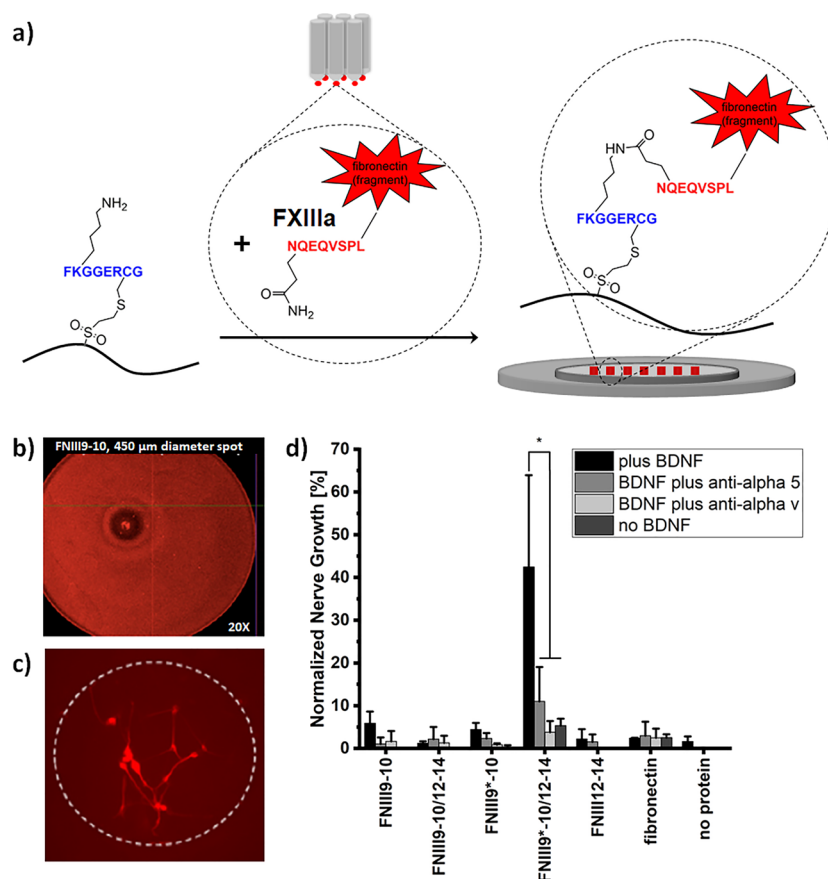 a)
fibronectin
(fragment)
NH2
FKGGERCG
S
O
S
O
+
FXIIIa
fibronectin
(fragment)
NQEQVSPL
O
NH2
HN
O
NQEQVSPL
FKGGERCG
S
O
S
O
b)
FNIII9-10, 450 µm diameter spot
20X
c)
d)
Normalized Nerve Growth [%]
70
60
50
40
30
20
10
0
*
plus BDNF
BDNF plus anti-alpha 5
BDNF plus anti-alpha v
no BDNF
FNIII9-10
FNIII9-10/12-14
FNIII9*-10
FNIII9*-10/12-14
FNIII12-14
fibronectin
no protein